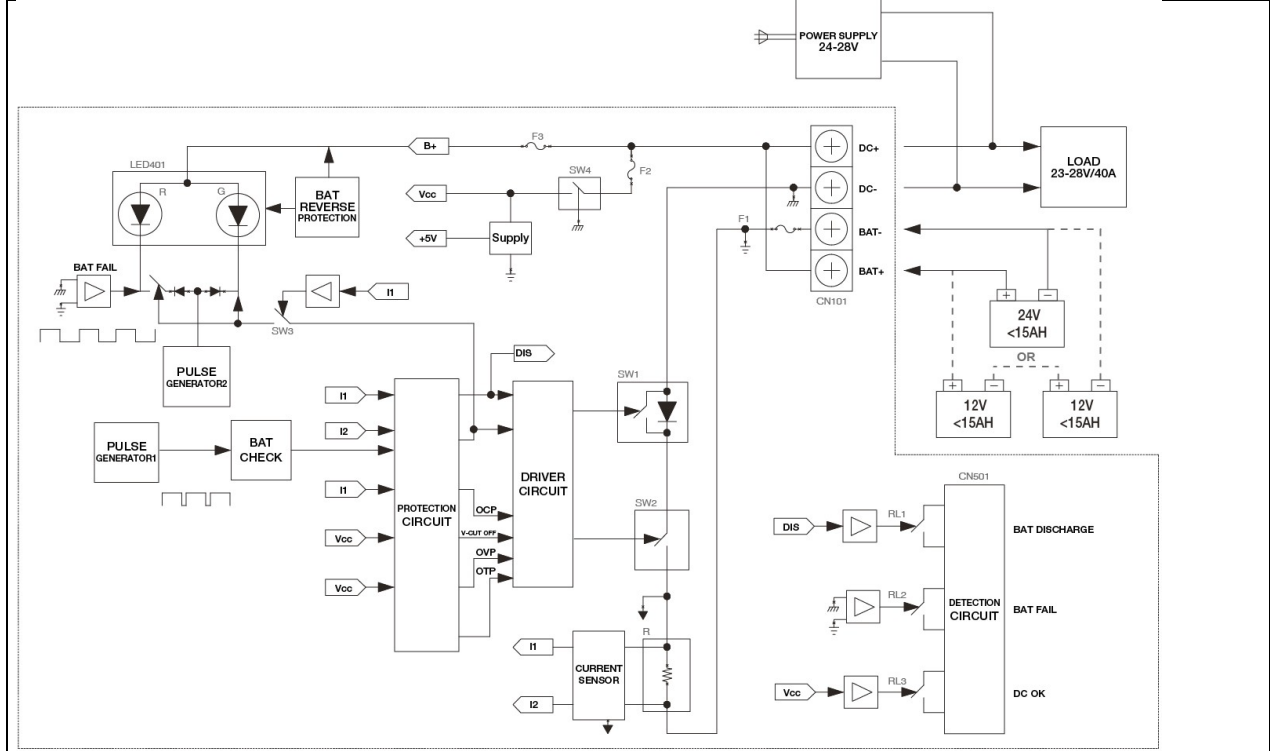 POWER SUPPLY
24-28V
LED401
R
G
BAT
REVERSE
PROTECTION
B+
F3
F2
SW4
Vcc
+5V
Supply
F1
DC+
DC-
BAT-
BAT+
CN101
LOAD
23-28V/40A
BAT FAIL
I1
SW3
PULSE
GENERATOR2
24V
<15AH
OR
12V
<15AH
12V
<15AH
DIS
SW1
I1
I2
PULSE
GENERATOR1
BAT
CHECK
I1
Vcc
Vcc
PROTECTION
CIRCUIT
OCP
V-CUT OFF
OVP
OTP
DRIVER
CIRCUIT
SW2
R
I1
I2
CURRENT
SENSOR
CN501
DIS
RL1
BAT DISCHARGE
RL2
DETECTION
CIRCUIT
BAT FAIL
Vcc
RL3
DC OK